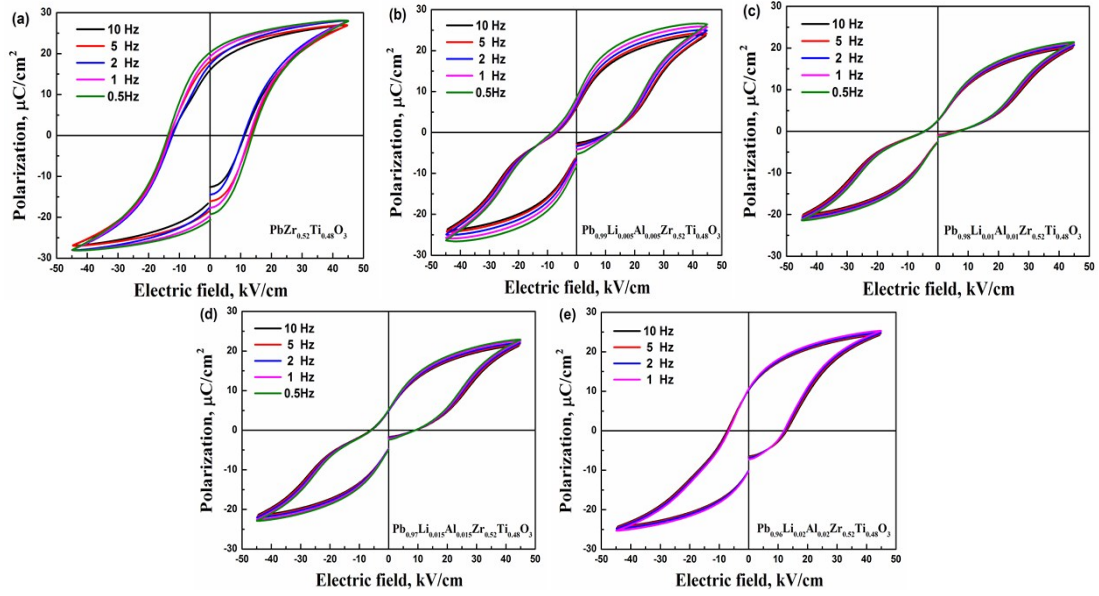 (a)
10 Hz
5 Hz
2 Hz
1 Hz
0.5Hz
PbZr0.52Ti0.48O3
Polarization, μC/cm2
30
20
10
0
-10
-20
30
-50 -40 -30 -20 -10 0 10 20 30 40 50
Electric field, kV/cm
(b)
10 Hz
5 Hz
2 Hz
1 Hz
0.5Hz
Pb0.99Li0.005Al0.005Zr0.52Ti0.48O3
Polarization, μC/cm2
30
20
10
0
-10
-20
-30
-50 -40 -30 -20 -10 0 10 20 30 40 50
Electric field, kV/cm
(c)
10 Hz
5 Hz
2 Hz
1 Hz
0.5Hz
Pb0.98Li0.01Al0.01Zr0.52Ti0.48O3
Polarization, μC/cm2
30
20
10
0
-10
-20
-30
-50 -40 -30 -20 -10 0 10 20 30 40 50
Electric field, kV/cm
(d)
10 Hz
5 Hz
2 Hz
1 Hz
0.5Hz
Pb0.97Li0.015Al0.015Zr0.52Ti0.48O3
Polarization, μC/cm2
30
20
10
0
-10
-20
-30
-50 -40 -30 -20 -10 0 10 20 30 40 50
Electric field, kV/cm
(e)
10 Hz
5 Hz
2 Hz
1 Hz
Pb0.96Li0.02Al0.02Zr0.52Ti0.48O3
Polarization, μC/cm2
30
20
10
0
-10
-20
-30
-50 -40 -30 -20 -10 0 10 20 30 40 50
Electric field, kV/cm